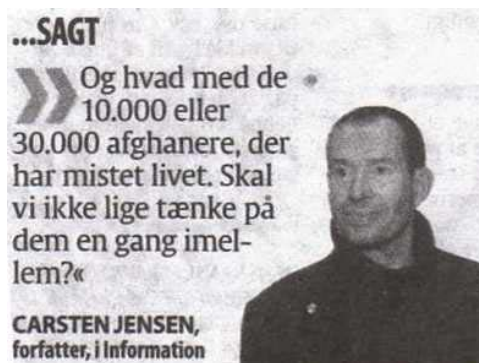 ...SAGT
»Og hvad med de
10.000 eller
30.000 afghanere, der
har mistet livet. Skal
vi ikke lige tænke på
dem en gang imel-
lem?«
CARSTEN JENSEN,
forfatter, i Information